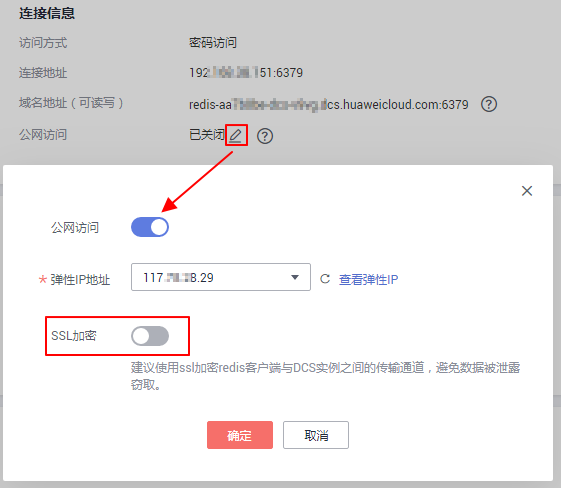 连接信息
访问方式 密码访问
连接地址 192. 151:6379
域名地址（可读写） redis-aa cs.huaweicloud.com:6379
公网访问 已关闭
公网访问
* 弹性IP地址 117. 8.29 查看弹性IP
SSL加密
建议使用ssl加密redis客户端与DCS实例之间的传输通道，避免数据被泄露
窃取。
确定 取消